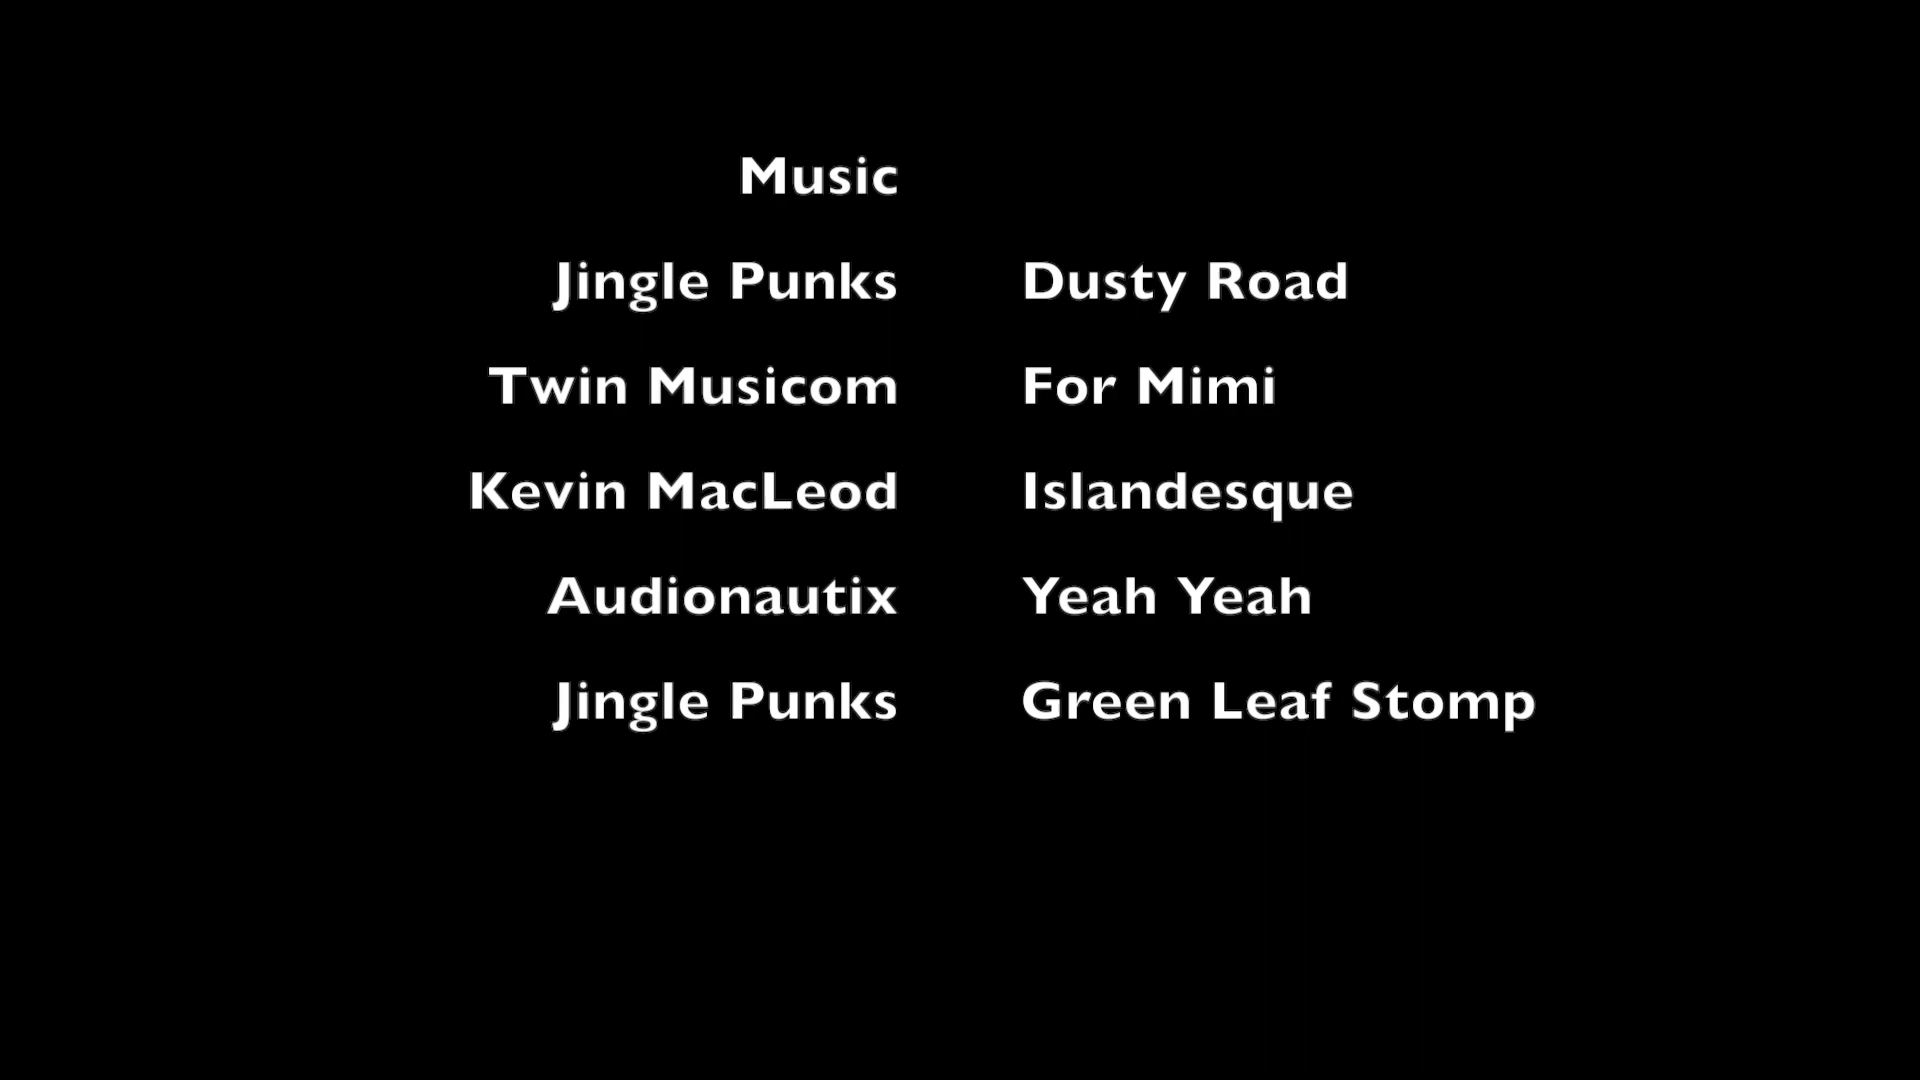 Music
Jingle Punks Dusty Road
Twin Musicom For Mimi
Kevin MacLeod Islandesque
Audionautix Yeah Yeah
Jingle Punks Green Leaf Stomp